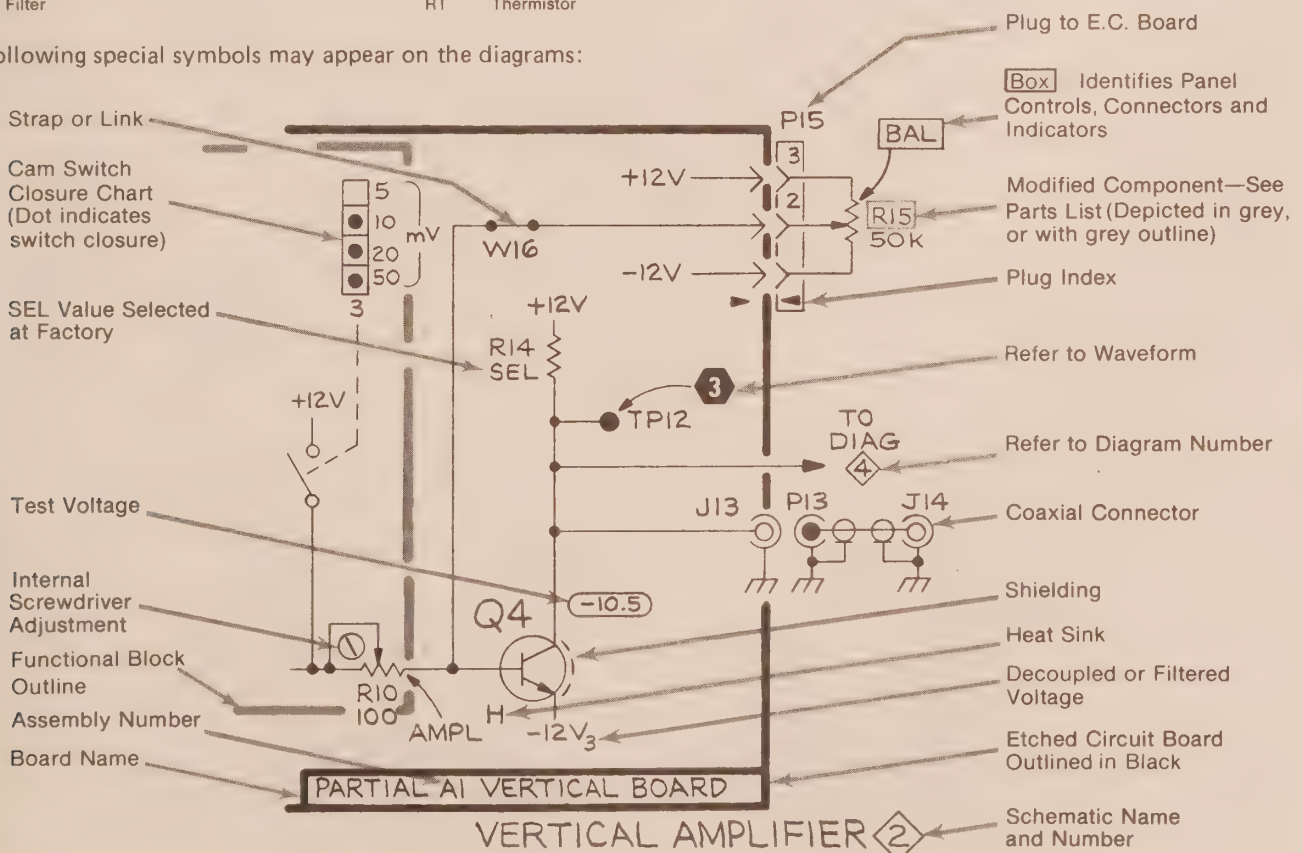 Filter
RT Thermistor
ollowing special symbols may appear on the diagrams:
Plug to E.C. Board
Box Identifies Panel
Controls, Connectors and
Indicators
Modified Component—See
Parts List (Depicted in grey,
or with grey outline)
Plug Index
Refer to Waveform
Refer to Diagram Number
Coaxial Connector
Shielding
Heat Sink
Decoupled or Filtered
Voltage
Etched Circuit Board
Outlined in Black
Schematic Name
and Number
Strap or Link
Cam Switch
Closure Chart
(Dot indicates
switch closure)
SEL Value Selected
at Factory
Test Voltage
Internal
Screwdriver
Adjustment
Functional Block
Outline
Assembly Number
Board Name
P15
BAL
3
2
+12V
-12V
R15
50K
5
10
20
50
mV
3
W16
+12V
R14
SEL
3
TP12
+12V
TO
DIAG
4
J13
P13
J14
-10.5
Q4
R10
100
AMPL
H
-12V3
PARTIAL A1 VERTICAL BOARD
VERTICAL AMPLIFIER 2